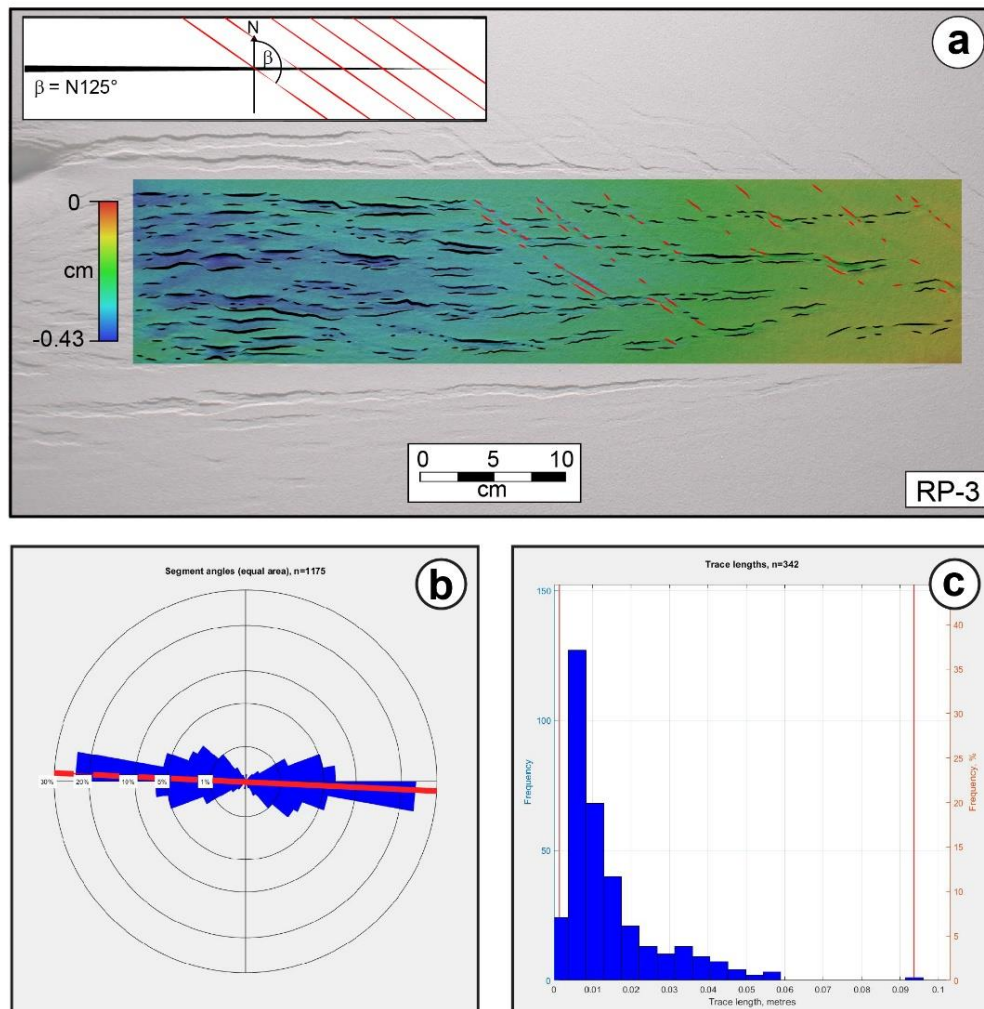 a
N
β
β = N125°
0
cm
-0.43
0 5 10
cm
RP-3
b
Segment angles (equal area), n=1175
30% 20% 10% 5% 1%
c
Trace lengths, n=342
150
100
50
0
Frequency
40
35
30
25
20
15
10
5
0
Frequency, %
0 0.01 0.02 0.03 0.04 0.05 0.06 0.07 0.08 0.09 0.1
Trace length, metres